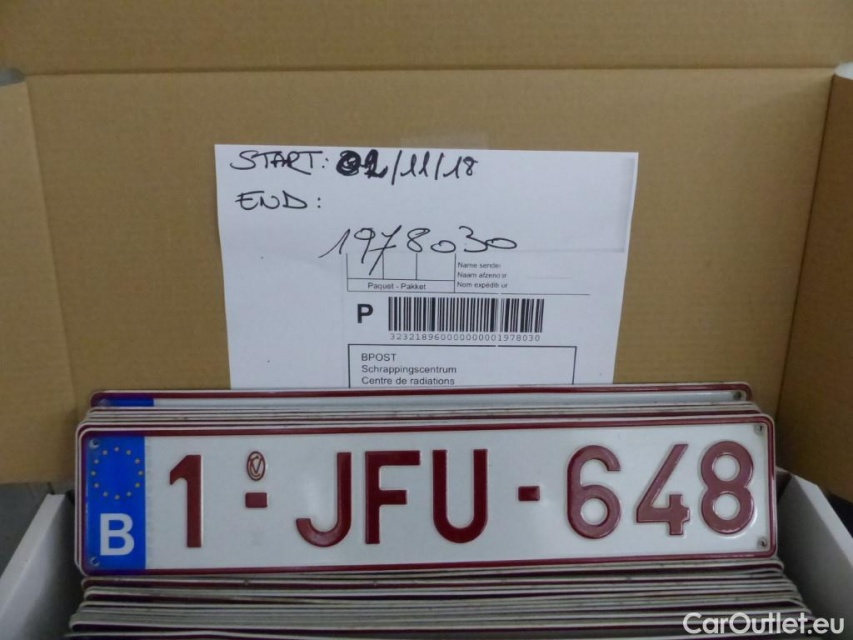 START: 02/11/18
END:
1978030
Name sender
Naam afzender
Paquet - Pakket Nom expéditeur
P
323218960000000001978030
BPOST
Schrappingscentrum
Centre de radiations
B 1-JFU-648
CarOutlet.eu